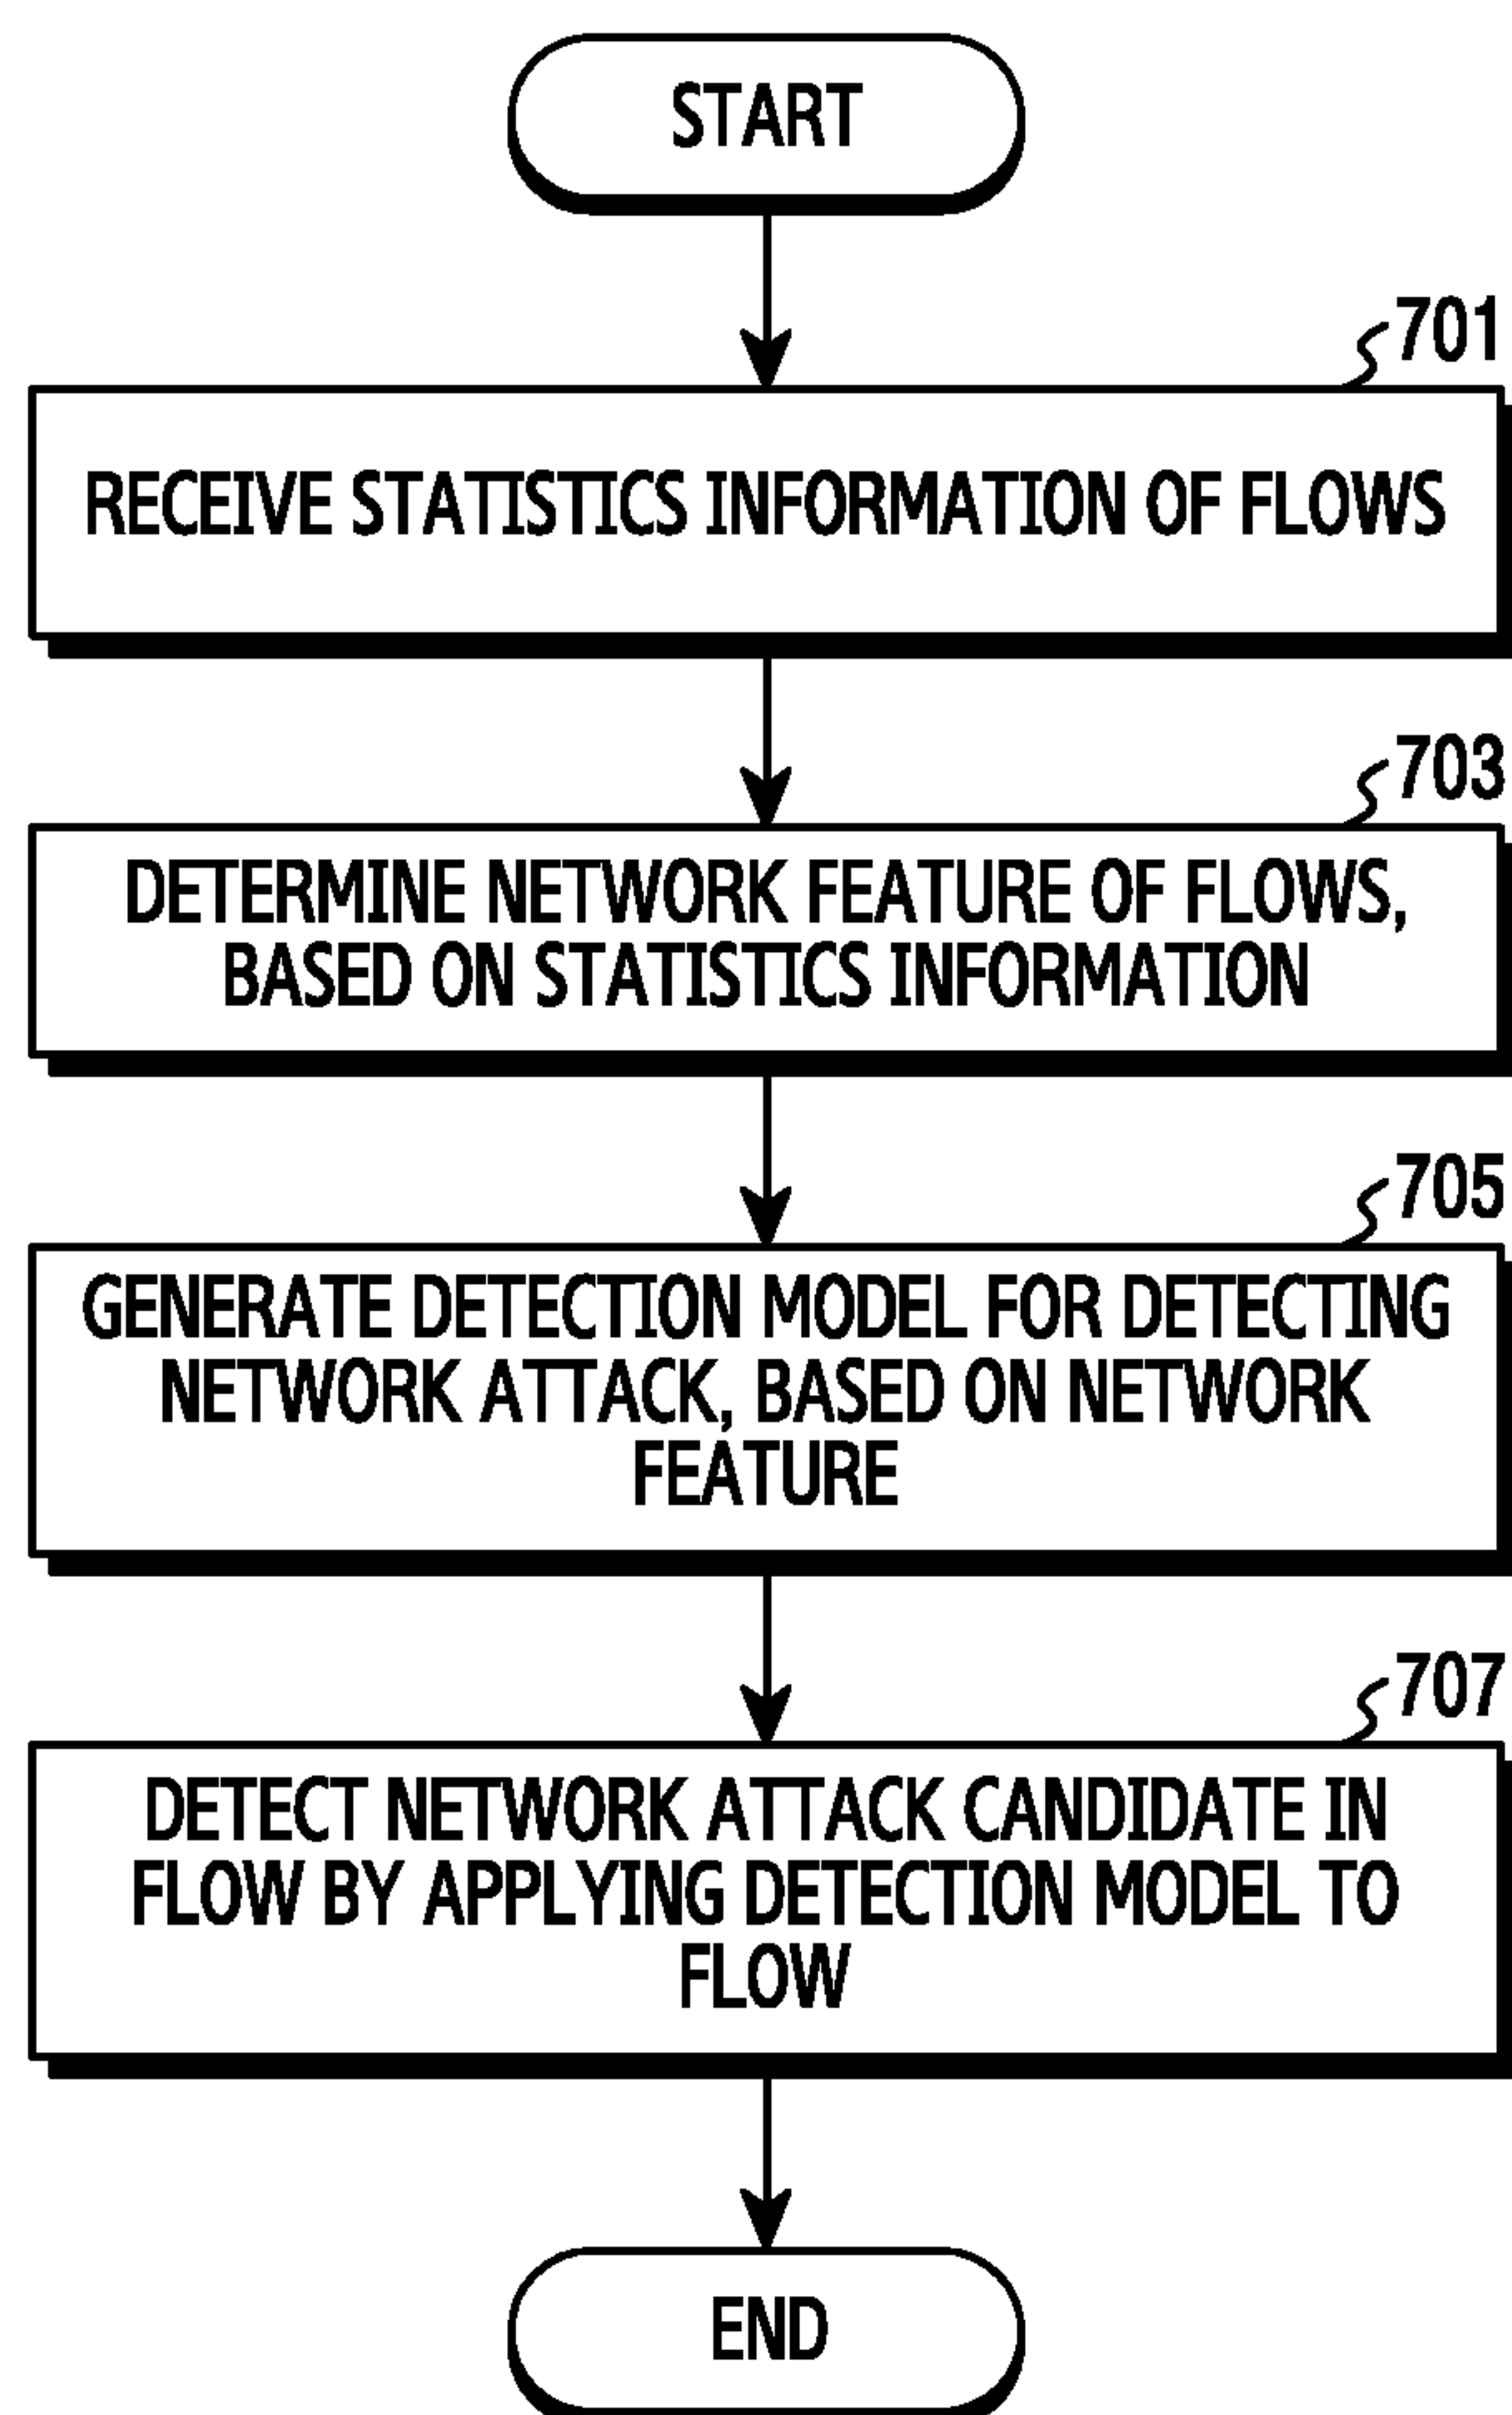 START
701
RECEIVE STATISTICS INFORMATION OF FLOWS
703
DETERMINE NETWORK FEATURE OF FLOWS,
BASED ON STATISTICS INFORMATION
705
GENERATE DETECTION MODEL FOR DETECTING
NETWORK ATTACK, BASED ON NETWORK
FEATURE
707
DETECT NETWORK ATTACK CANDIDATE IN
FLOW BY APPLYING DETECTION MODEL TO
FLOW
END